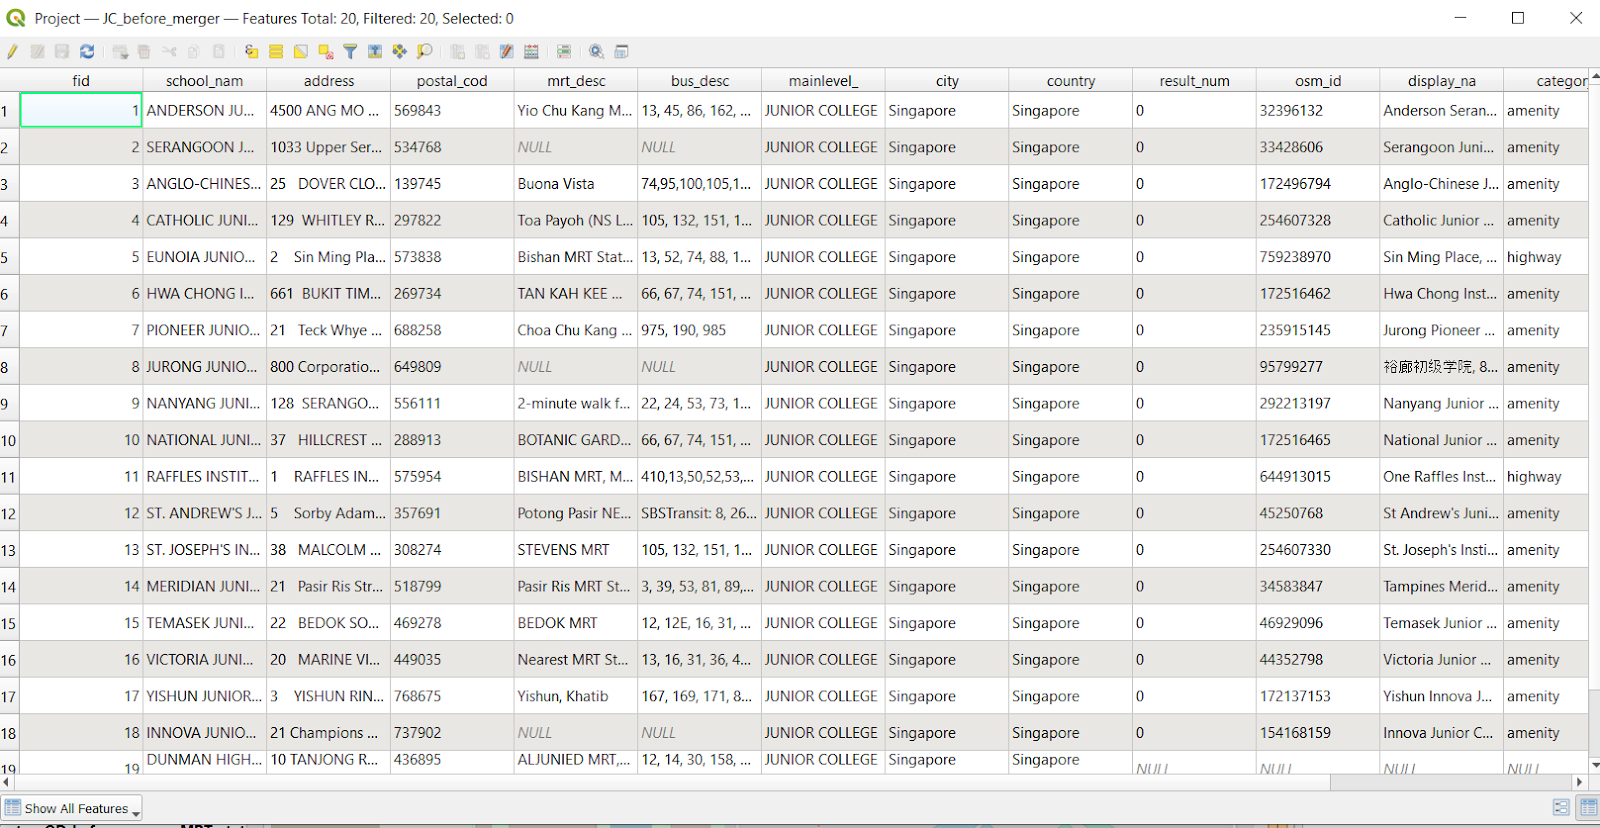 Project — JC_before_merger — Features Total: 20, Filtered: 20, Selected: 0
fid school_nam address postal_cod mrt_desc bus_desc mainlevel_ city country result_num osm_id display_na categor
1 1 ANDERSON JU... 4500 ANG MO ... 569843 Yio Chu Kang M... 13, 45, 86, 162, ... JUNIOR COLLEGE Singapore Singapore 0 32396132 Anderson Seran... amenity
2 2 SERANGOON J... 1033 Upper Ser... 534768 NULL NULL JUNIOR COLLEGE Singapore Singapore 0 33428606 Serangoon Juni... amenity
3 3 ANGLO-CHINES... 25 DOVER CLO... 139745 Buona Vista 74,95,100,105,1... JUNIOR COLLEGE Singapore Singapore 0 172496794 Anglo-Chinese J... amenity
4 4 CATHOLIC JUNI... 129 WHITLEY R... 297822 Toa Payoh (NS L... 105, 132, 151, 1... JUNIOR COLLEGE Singapore Singapore 0 254607328 Catholic Junior ... amenity
5 5 EUNOIA JUNIO... 2 Sin Ming Pla... 573838 Bishan MRT Stat... 13, 52, 74, 88, 1... JUNIOR COLLEGE Singapore Singapore 0 759238970 Sin Ming Place, ... highway
6 6 HWA CHONG I... 661 BUKIT TIM... 269734 TAN KAH KEE ... 66, 67, 74, 151, ... JUNIOR COLLEGE Singapore Singapore 0 172516462 Hwa Chong Inst... amenity
7 7 PIONEER JUNIO... 21 Teck Whye ... 688258 Choa Chu Kang ... 975, 190, 985 JUNIOR COLLEGE Singapore Singapore 0 235915145 Jurong Pioneer ... amenity
8 8 JURONG JUNIO... 800 Corporatio... 649809 NULL NULL JUNIOR COLLEGE Singapore Singapore 0 95799277 裕廊初级学院, 8... amenity
9 9 NANYANG JUNI... 128 SERANGO... 556111 2-minute walk f... 22, 24, 53, 73, 1... JUNIOR COLLEGE Singapore Singapore 0 292213197 Nanyang Junior ... amenity
10 10 NATIONAL JUNI... 37 HILLCREST ... 288913 BOTANIC GARD... 66, 67, 74, 151, ... JUNIOR COLLEGE Singapore Singapore 0 172516465 National Junior ... amenity
11 11 RAFFLES INSTIT... 1 RAFFLES IN... 575954 BISHAN MRT, M... 410,13,50,52,53,... JUNIOR COLLEGE Singapore Singapore 0 644913015 One Raffles Inst... highway
12 12 ST. ANDREW'S J... 5 Sorby Adam... 357691 Potong Pasir NE... SBSTransit: 8, 26... JUNIOR COLLEGE Singapore Singapore 0 45250768 St Andrew's Juni... amenity
13 13 ST. JOSEPH'S IN... 38 MALCOLM ... 308274 STEVENS MRT 105, 132, 151, 1... JUNIOR COLLEGE Singapore Singapore 0 254607330 St. Joseph's Insti... amenity
14 14 MERIDIAN JUNI... 21 Pasir Ris Str... 518799 Pasir Ris MRT St... 3, 39, 53, 81, 89,... JUNIOR COLLEGE Singapore Singapore 0 34583847 Tampines Merid... amenity
15 15 TEMASEK JUNI... 22 BEDOK SO... 469278 BEDOK MRT 12, 12E, 16, 31, ... JUNIOR COLLEGE Singapore Singapore 0 46929096 Temasek Junior ... amenity
16 16 VICTORIA JUNI... 20 MARINE VI... 449035 Nearest MRT St... 13, 16, 31, 36, 4... JUNIOR COLLEGE Singapore Singapore 0 44352798 Victoria Junior ... amenity
17 17 YISHUN JUNIOR... 3 YISHUN RIN... 768675 Yishun, Khatib 167, 169, 171, 8... JUNIOR COLLEGE Singapore Singapore 0 172137153 Yishun Innova J... amenity
18 18 INNOVA JUNIO... 21 Champions ... 737902 NULL NULL JUNIOR COLLEGE Singapore Singapore 0 154168159 Innova Junior C... amenity
19 19 DUNMAN HIGH... 10 TANJONG R... 436895 ALJUNIED MRT,... 12, 14, 30, 158, ... JUNIOR COLLEGE Singapore Singapore NULL NULL NULL NULL
Show All Features